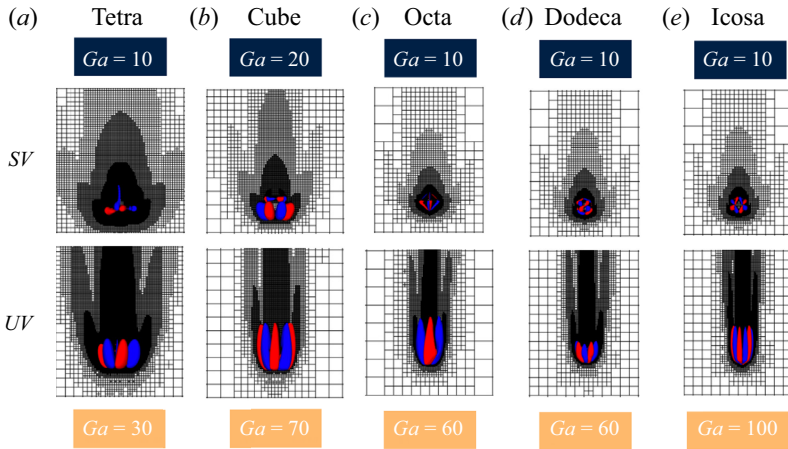 (a) Tetra (b) Cube (c) Octa (d) Dodeca (e) Icosa
Ga = 10 Ga = 20 Ga = 10 Ga = 10 Ga = 10
SV
UV
Ga = 30 Ga = 70 Ga = 60 Ga = 60 Ga = 100